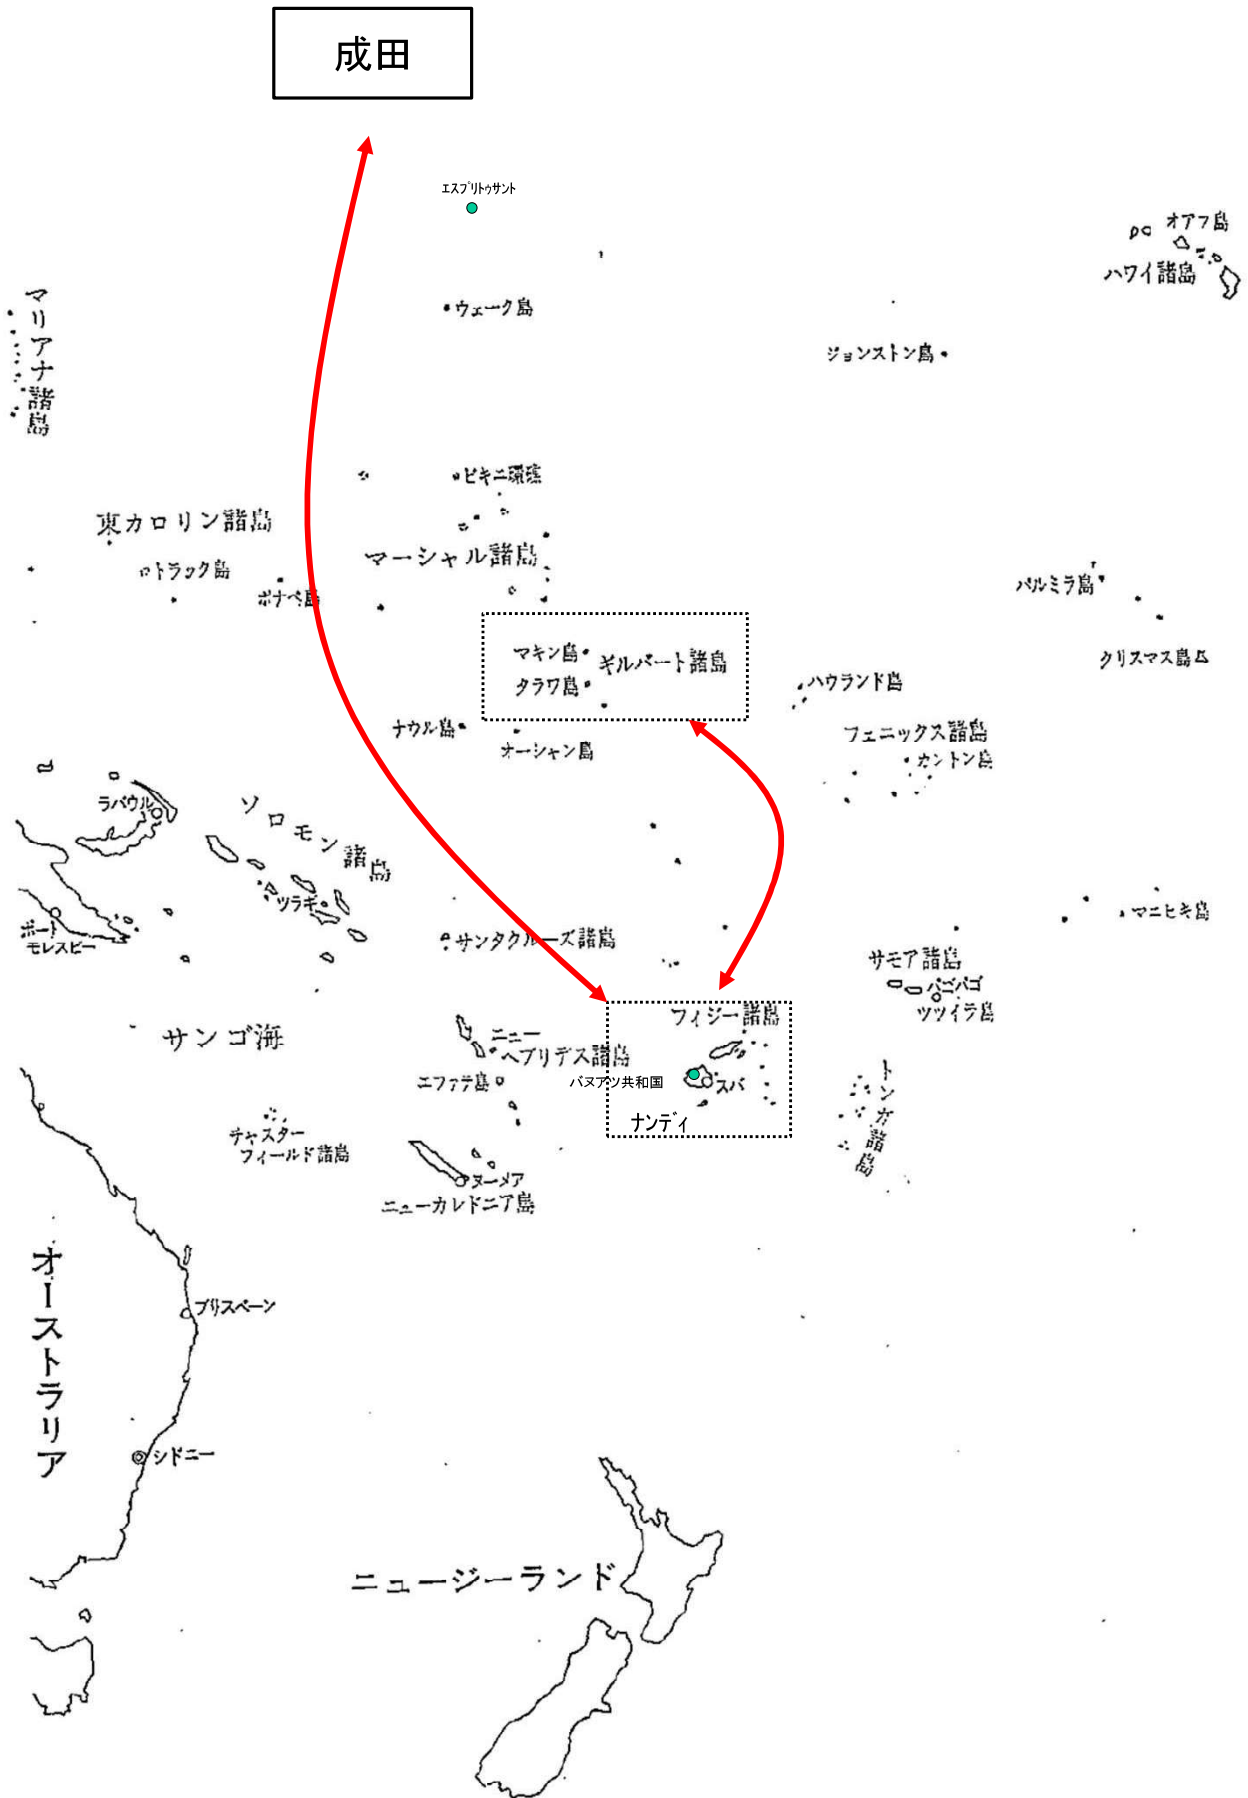 成田
エスプリトゥサント
オアフ島
ハワイ諸島
ウェーク島
マリアナ諸島
ジョンストン島
ビキニ環礁
東カロリン諸島
マーシャル諸島
トラック島
ポナペ島
パルミラ島
マキン島
ギルバート諸島
タラワ島
クリスマス島
ハウランド島
ナウル島
オーシャン島
フェニックス諸島
カントン島
ラバウル
ソロモン諸島
ツラギ
ポート
モレスビー
サンタクルーズ諸島
マニヒキ島
サモア諸島
パゴパゴ
ツツイラ島
フィジー諸島
サンゴ海
ニュー
ヘブリデス諸島
エファテ島
バヌアツ共和国
スバ
ナンディ
トンガ諸島
チャスター
フィールド諸島
ヌーメア
ニューカレドニア島
オーストラリア
ブリスベーン
シドニー
ニュージーランド